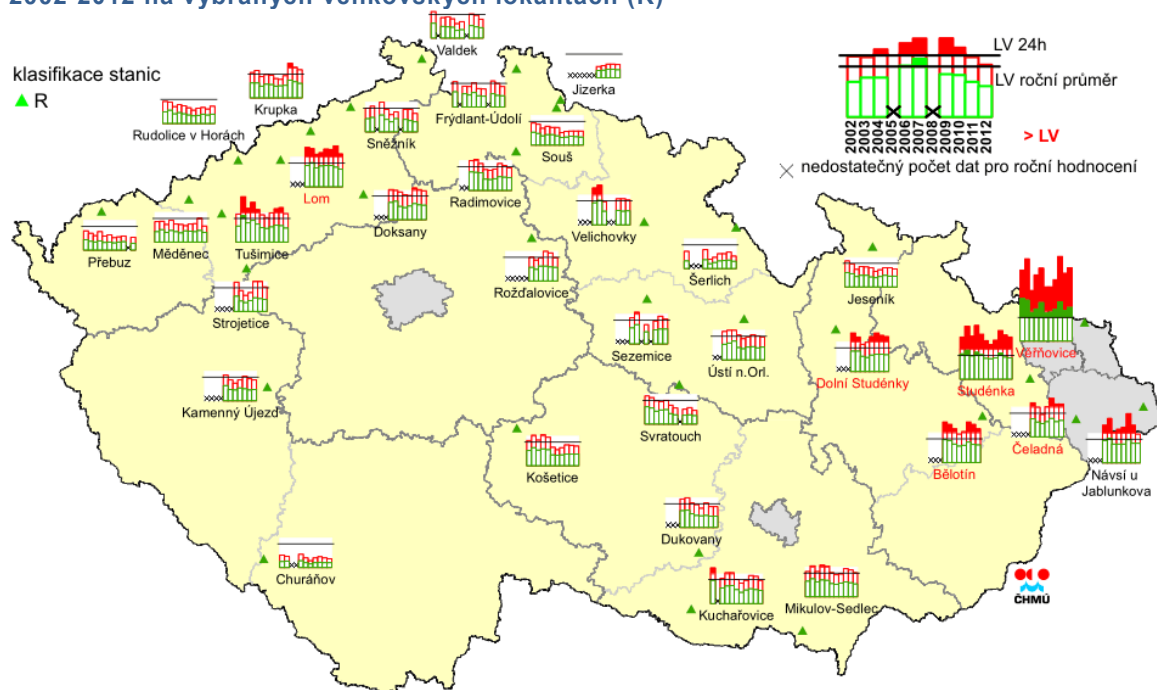 2002-2012 na vybraných venkovských lokalitách (R)
klasifikace stanic
R
Valdek
Jizerka
Krupka
Rudolice v Horách
Sněžník
Frýdlant-Údolí
Souš
LV 24h
LV roční průměr
2002
2003
2004
2005
2006
2007
2008
2009
2010
2011
2012
> LV
nedostatečný počet dat pro roční hodnocení
Lom
Radimovice
Přebuz
Měděnec
Tušimice
Doksany
Velichovky
Šerlich
Rožďalovice
Jeseník
Strojetice
Sezemice
Ústí n.Orl.
Dolní Studénky
Studénka
Věřňovice
Kamenný Újezd
Svratouch
Košetice
Bělotín
Čeladná
Návsí u
Jablunkova
Dukovany
Churáňov
Kuchařovice
Mikulov-Sedlec
ČHMÚ